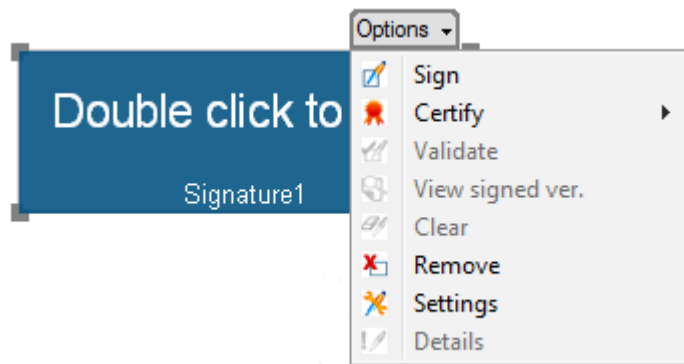 Options
Double click to
Signature1
Sign
Certify
Validate
View signed ver.
Clear
Remove
Settings
Details